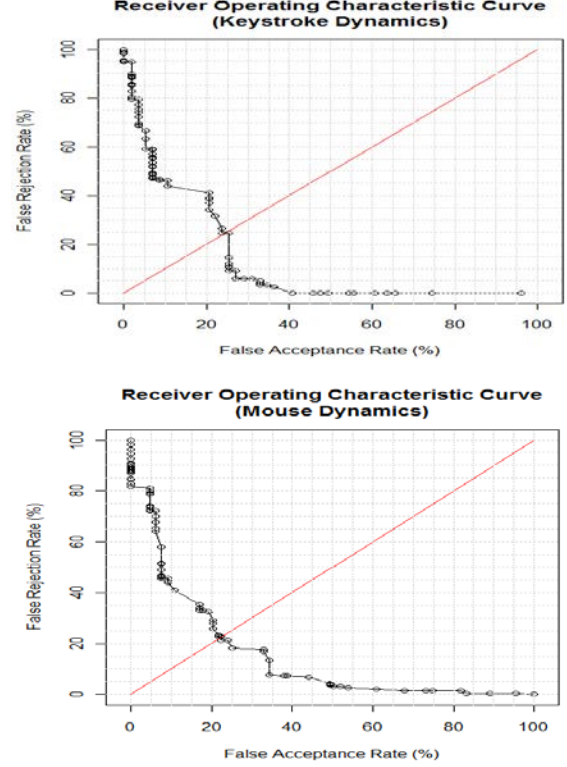 Receiver Operating Characteristic Curve
(Keystroke Dynamics)
100
80
60
40
20
0
False Rejection Rate (%)
0 20 40 60 80 100
False Acceptance Rate (%)
Receiver Operating Characteristic Curve
(Mouse Dynamics)
100
80
60
40
20
0
False Rejection Rate (%)
0 20 40 60 80 100
False Acceptance Rate (%)